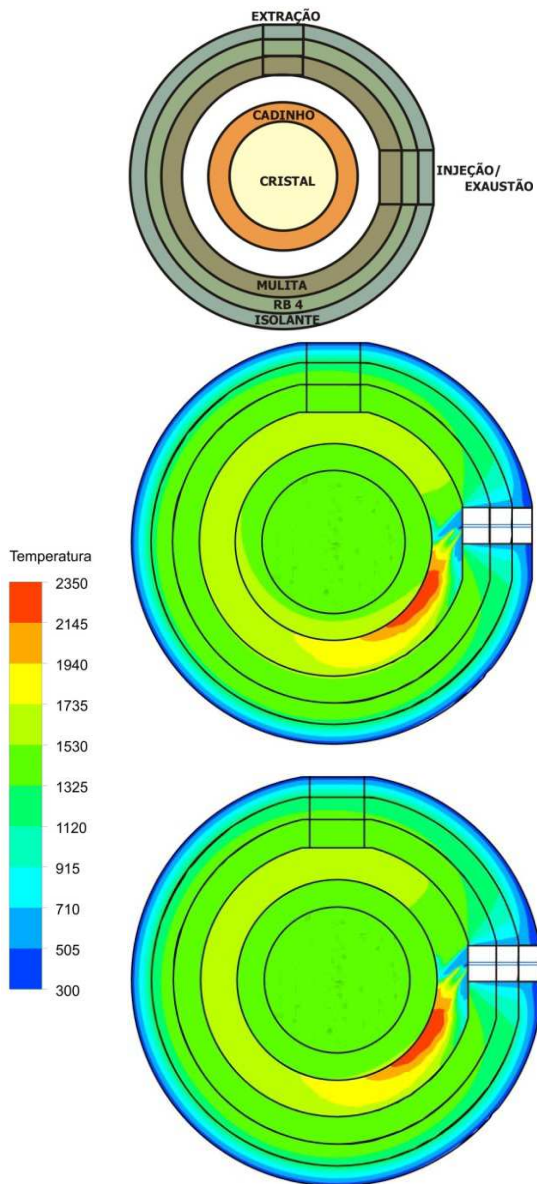 EXTRAÇÃO
CADINHO
CRISTAL
INJEÇÃO/
EXAUSTÃO
MULITA
RB 4
ISOLANTE
Temperatura
2350
2145
1940
1735
1530
1325
1120
915
710
505
300